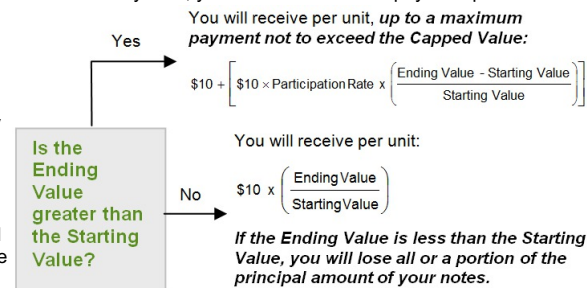 You will receive per unit, up to a maximum
payment not to exceed the Capped Value:
Yes
$10 + [ $10 × Participation Rate x ( Ending Value - Starting Value / Starting Value ) ]
Is the
Ending
Value
greater than
the Starting
Value?
No
You will receive per unit:
$10 x ( Ending Value / Starting Value )
If the Ending Value is less than the Starting
Value, you will lose all or a portion of the
principal amount of your notes.